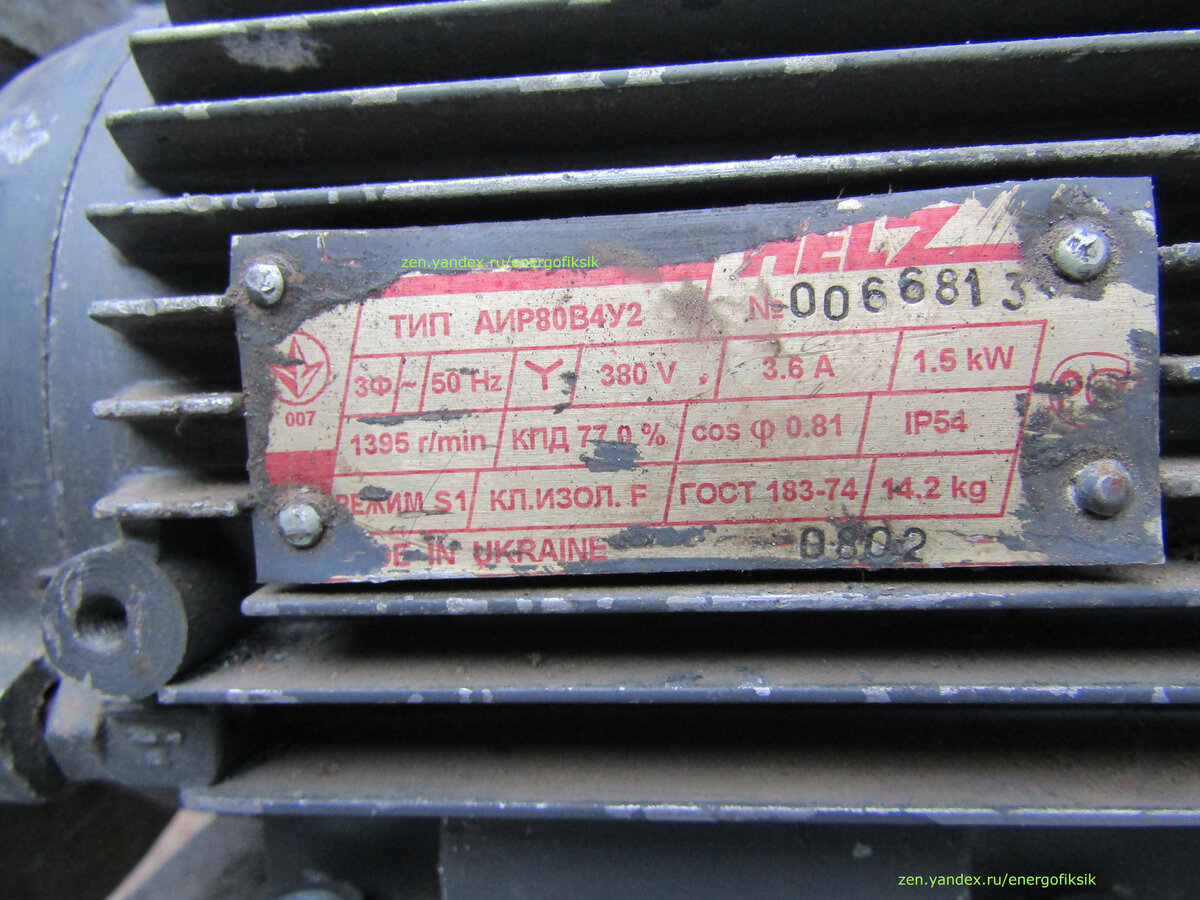 zen.yandex.ru/energofiksik
HELZ
ТИП АИР80В4У2 № 0066813
3Ф ~ 50 Hz Y 380 V 3.6 A 1.5 kW
007
1395 r/min КПД 77.0 % cos φ 0.81 IP54
РЕЖИМ S1 КЛ.ИЗОЛ. F ГОСТ 183-74 14.2 kg
IN UKRAINE 0802
zen.yandex.ru/energofiksik